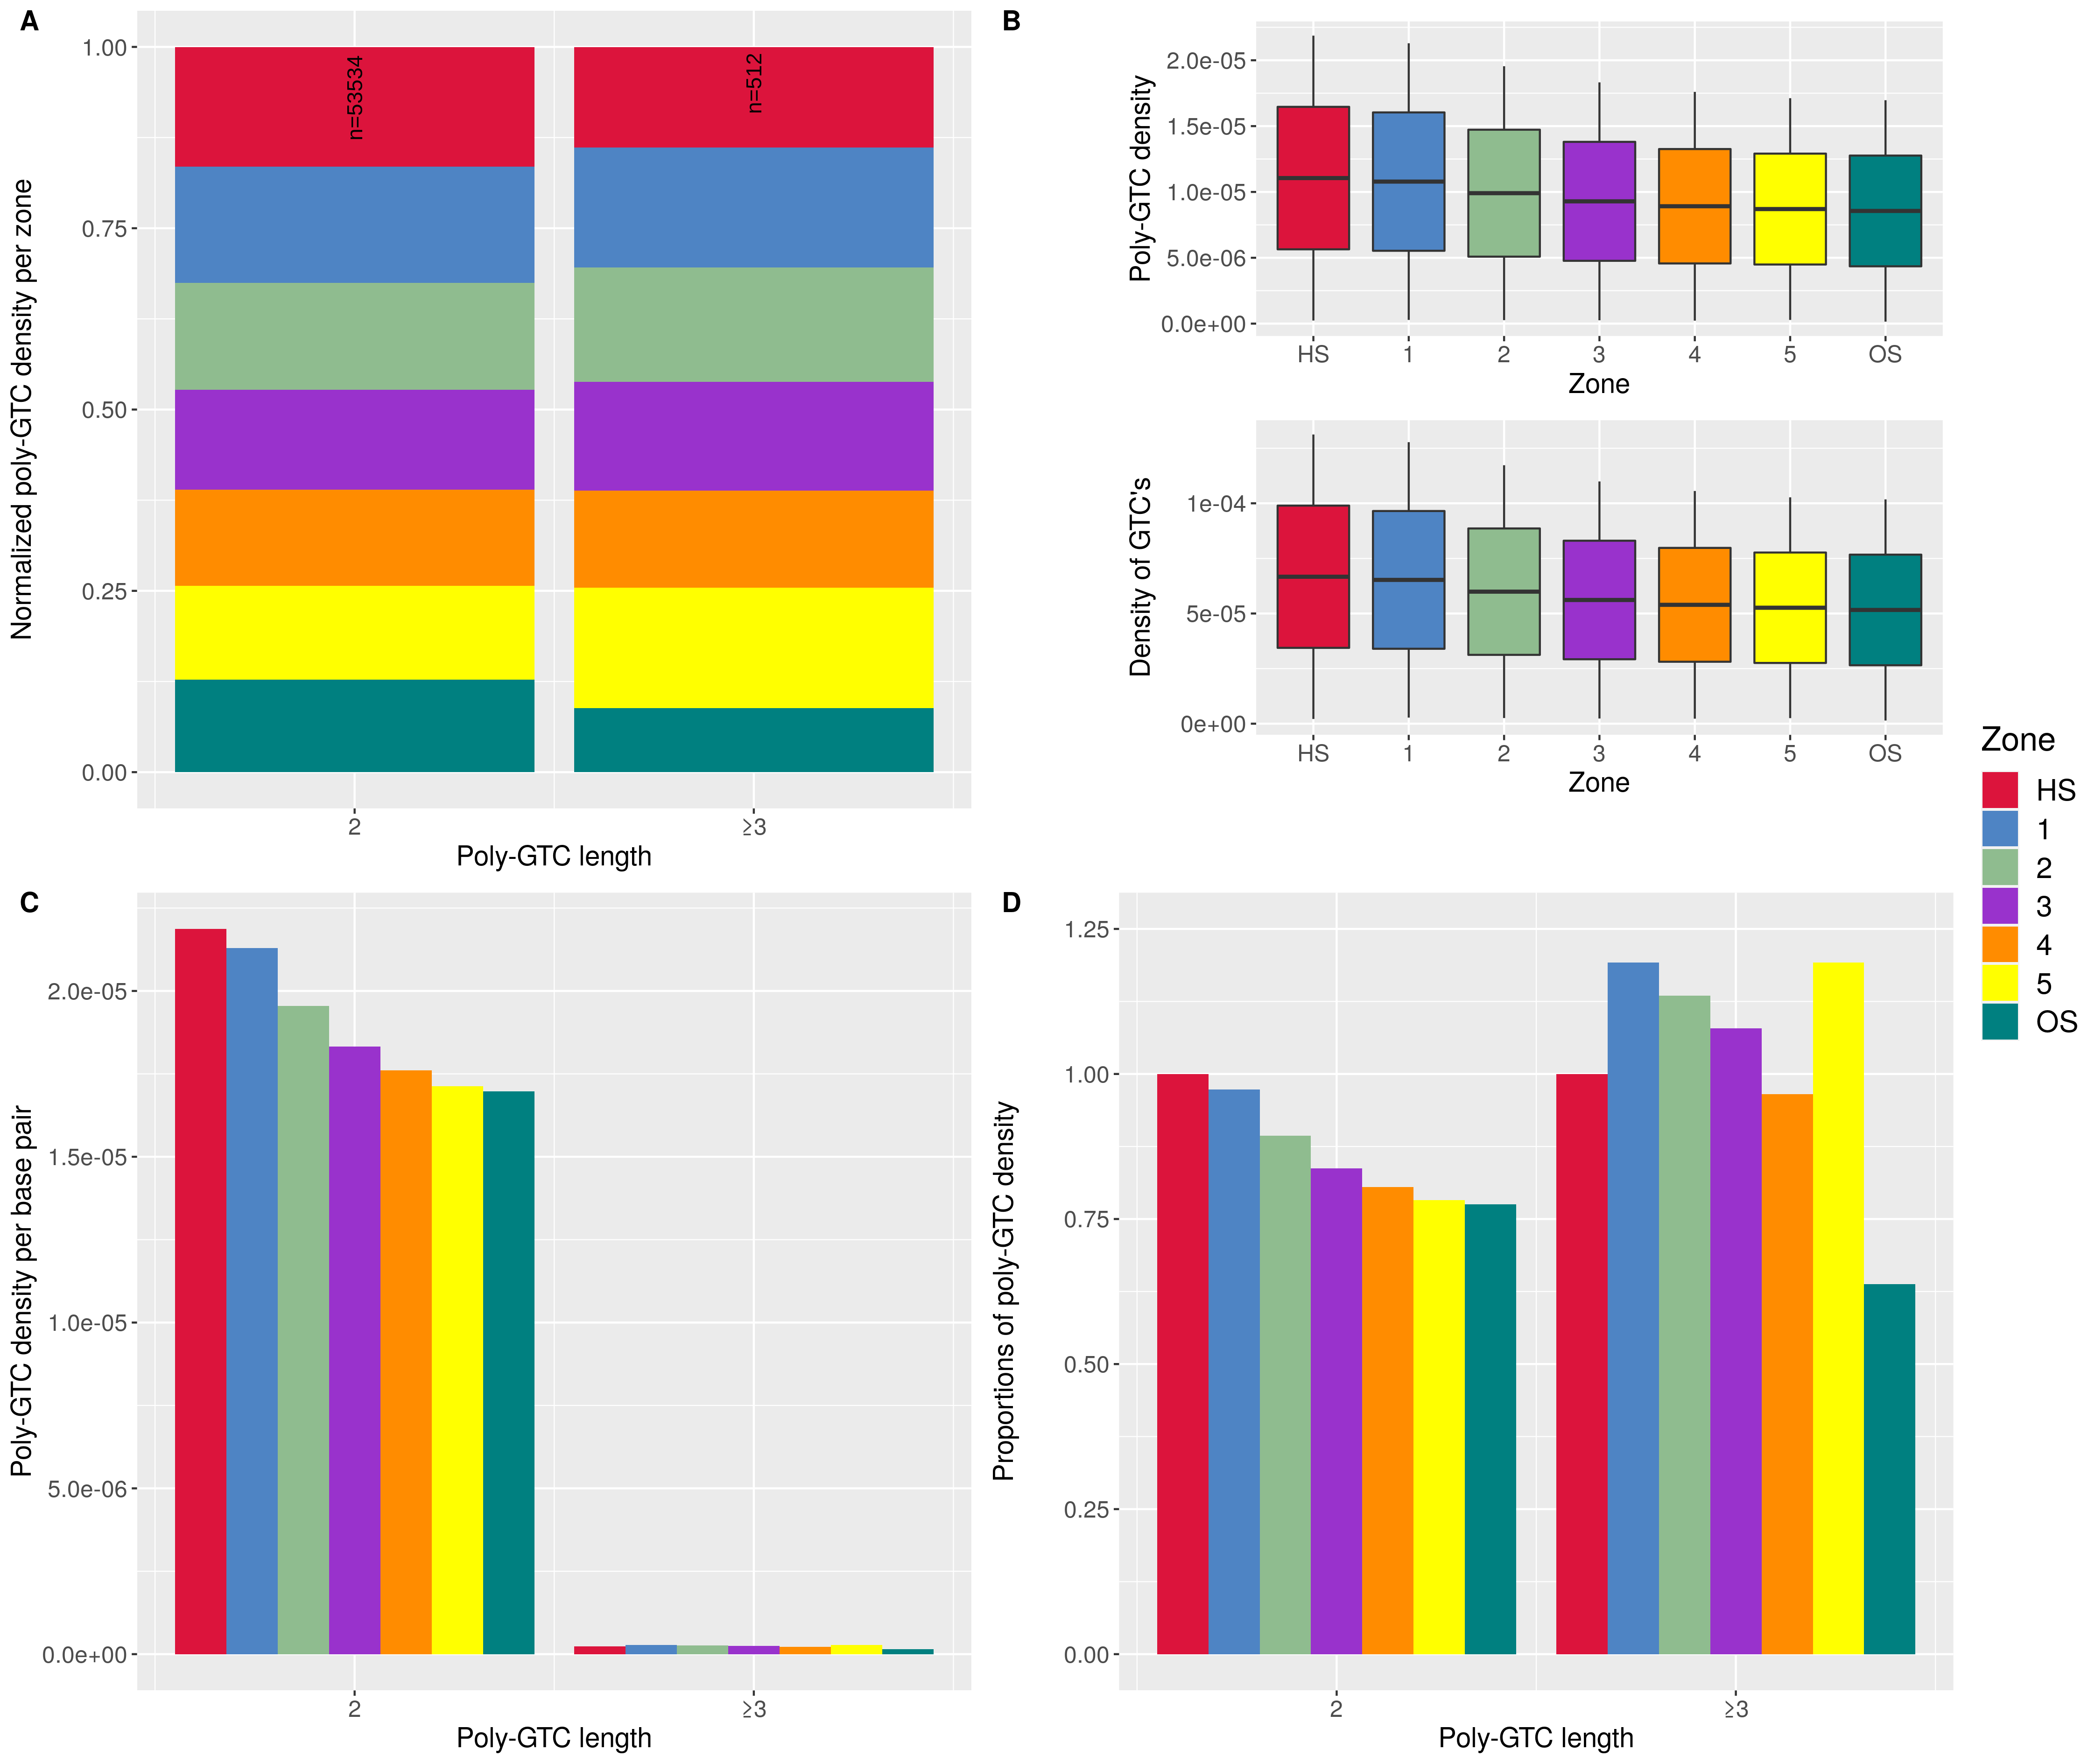 A
Normalized poly-GTC density per zone
1.00
0.75
0.50
0.25
0.00
n=53534
n=512
2
≥3
Poly-GTC length
B
Poly-GTC density
2.0e-05
1.5e-05
1.0e-05
5.0e-06
0.0e+00
HS 1 2 3 4 5 OS
Zone
Density of GTC's
1e-04
5e-05
0e+00
HS 1 2 3 4 5 OS
Zone
Zone
HS
1
2
3
4
5
OS
C
Poly-GTC density per base pair
2.0e-05
1.5e-05
1.0e-05
5.0e-06
0.0e+00
2
≥3
Poly-GTC length
D
Proportions of poly-GTC density
1.25
1.00
0.75
0.50
0.25
0.00
2
≥3
Poly-GTC length